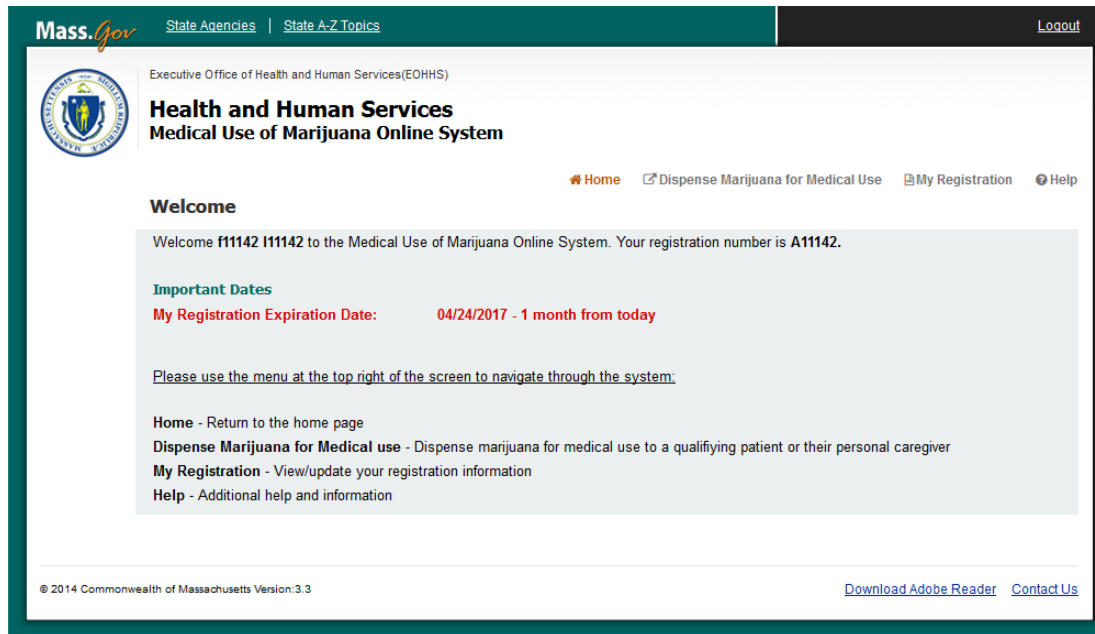 Mass.Gov State Agencies | State A-Z Topics Logout
Executive Office of Health and Human Services(EOHHS)
Health and Human Services
Medical Use of Marijuana Online System
Home Dispense Marijuana for Medical Use My Registration Help
Welcome
Welcome f11142 l11142 to the Medical Use of Marijuana Online System. Your registration number is A11142.
Important Dates
My Registration Expiration Date: 04/24/2017 - 1 month from today
Please use the menu at the top right of the screen to navigate through the system:
Home - Return to the home page
Dispense Marijuana for Medical use - Dispense marijuana for medical use to a qualifiying patient or their personal caregiver
My Registration - View/update your registration information
Help - Additional help and information
© 2014 Commonwealth of Massachusetts Version:3.3 Download Adobe Reader Contact Us